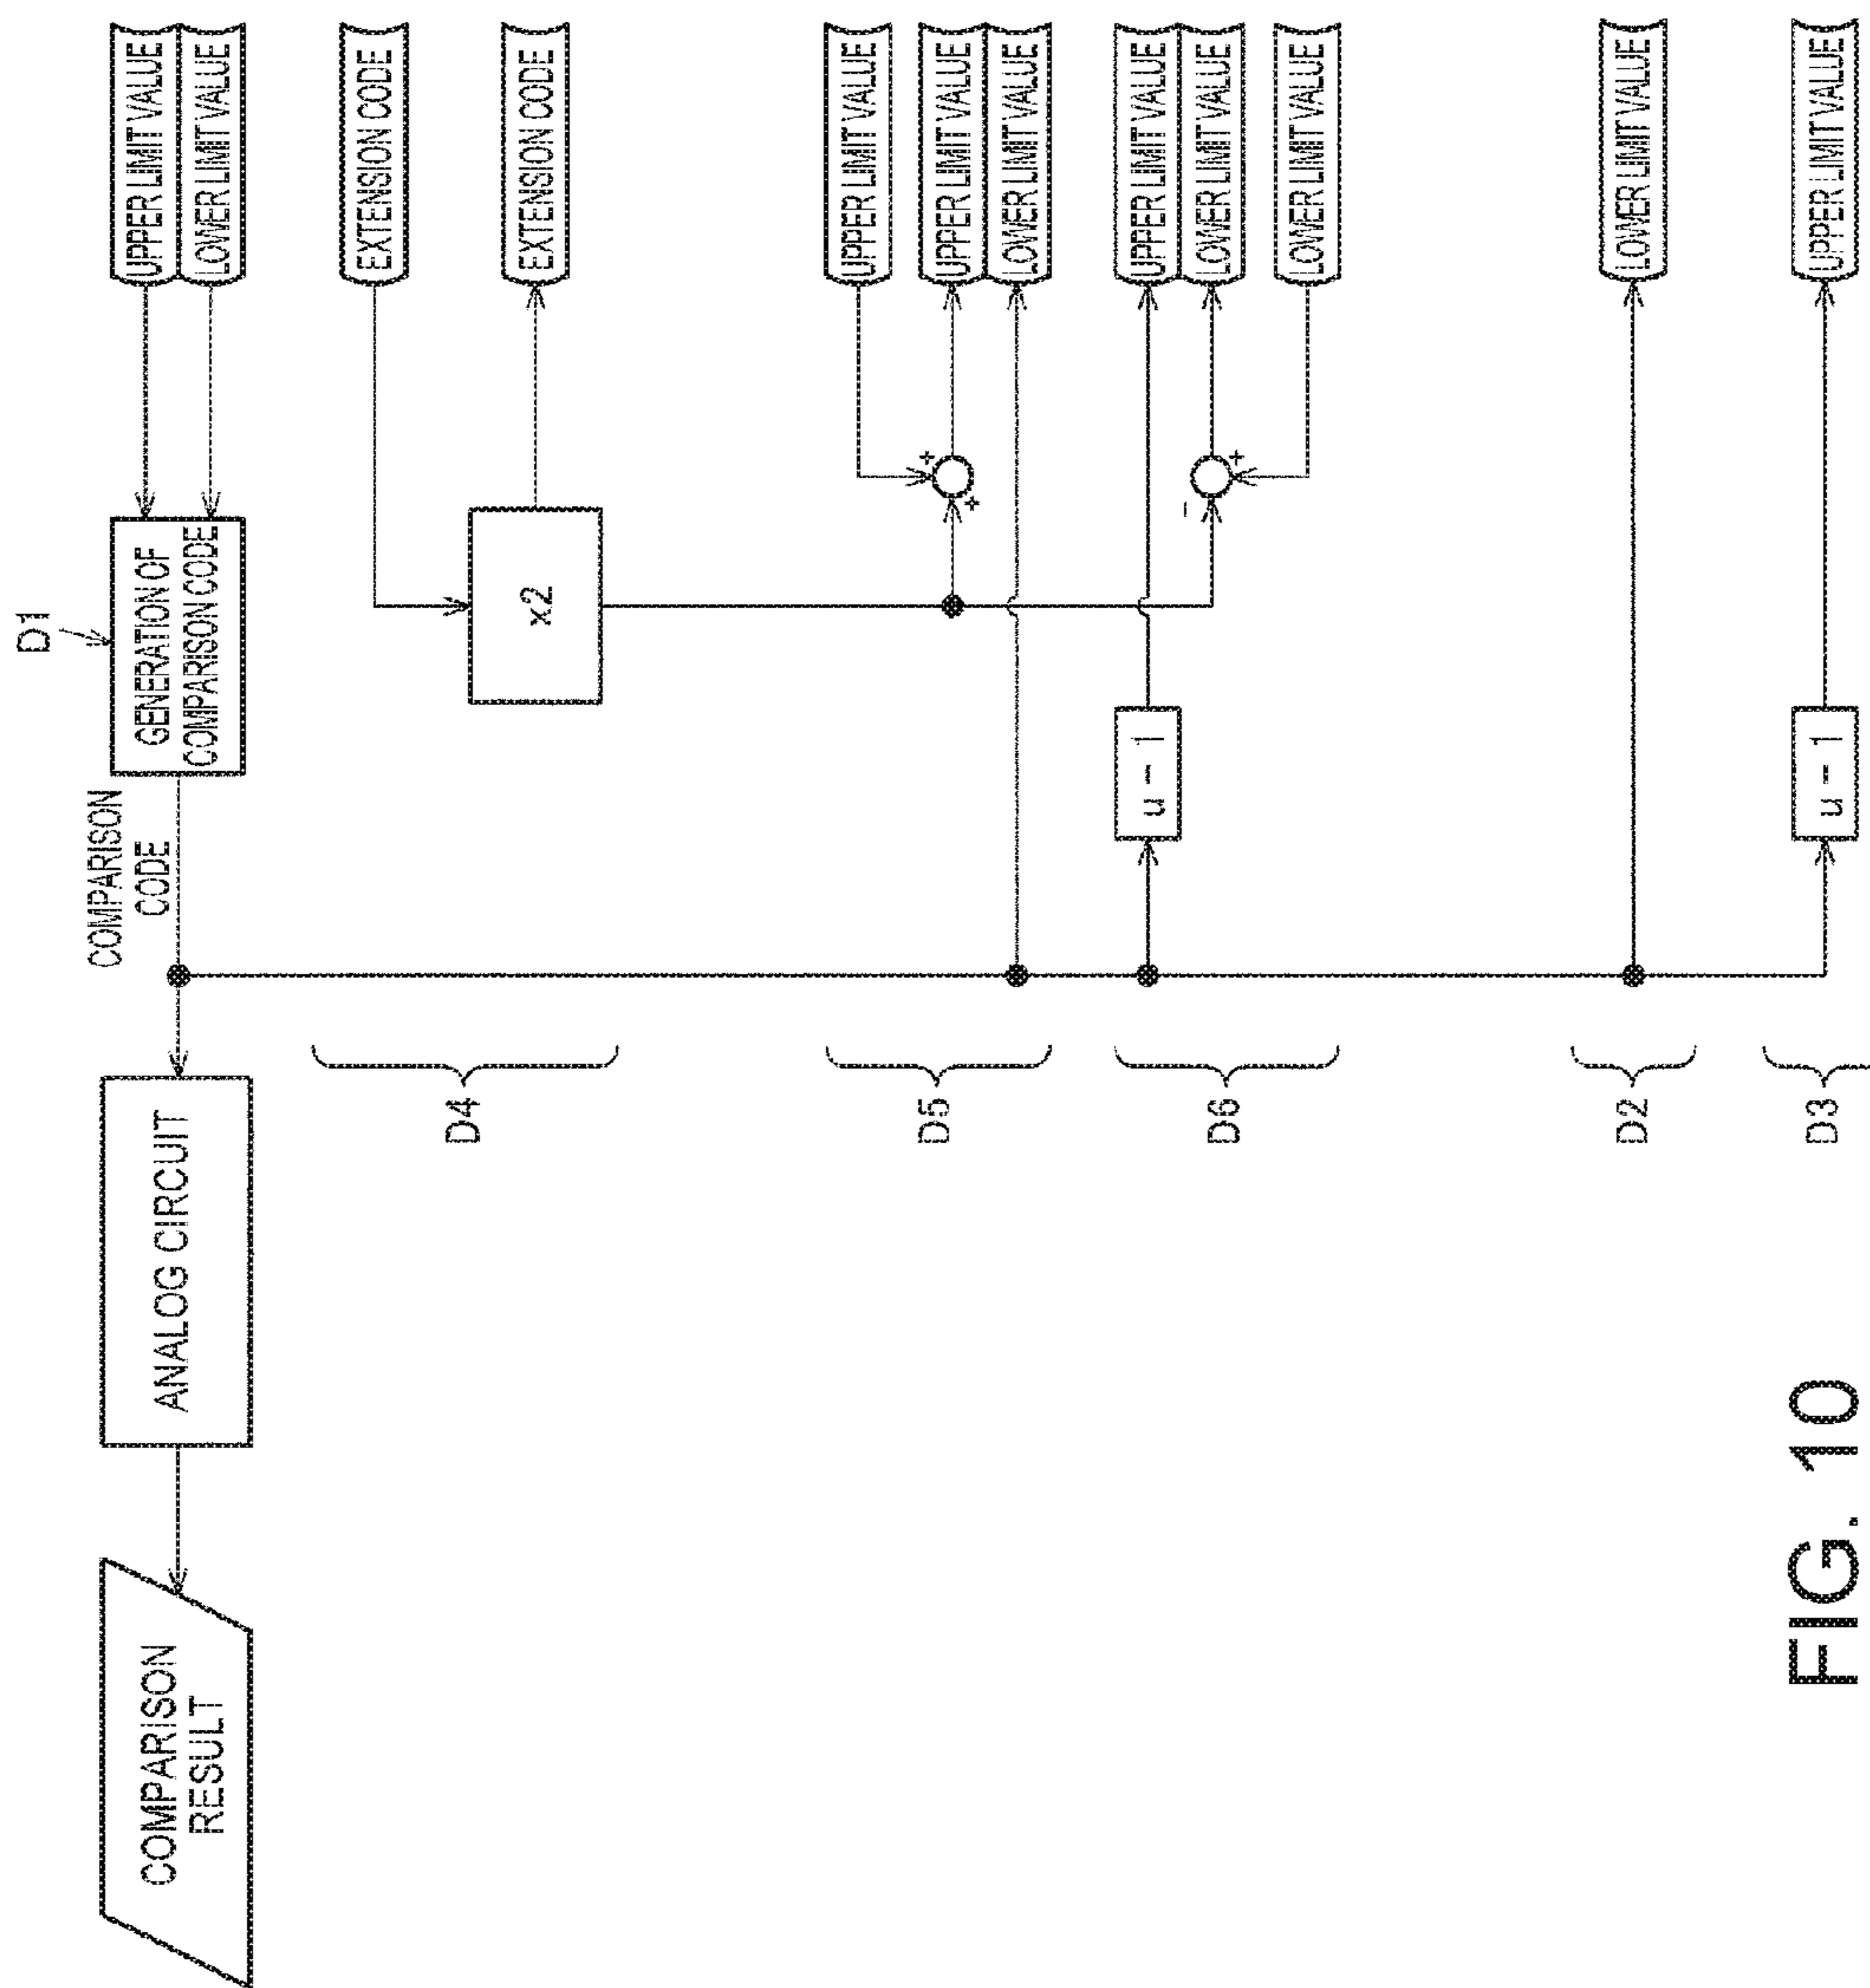 UPPER LIMIT VALUE
LOWER LIMIT VALUE
D1
GENERATION OF
COMPARISON CODE
COMPARISON
CODE
ANALOG CIRCUIT
COMPARISON
RESULT
EXTENSION CODE
EXTENSION CODE
x2
D4
UPPER LIMIT VALUE
UPPER LIMIT VALUE
LOWER LIMIT VALUE
+
+
D5
UPPER LIMIT VALUE
LOWER LIMIT VALUE
LOWER LIMIT VALUE
-
+
u - 1
D6
LOWER LIMIT VALUE
D2
UPPER LIMIT VALUE
u - 1
D3
FIG. 10